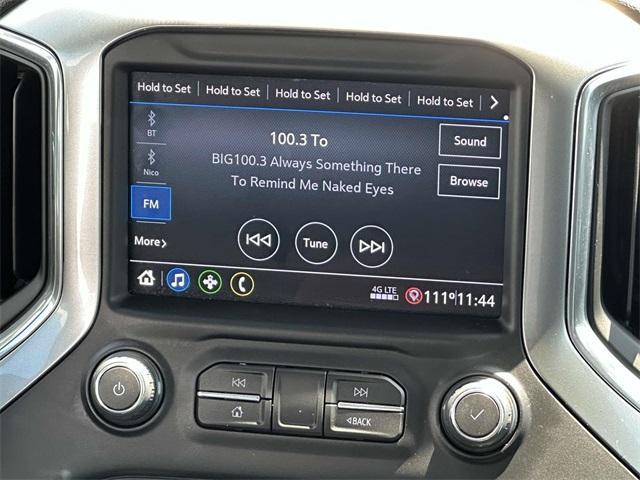 Hold to Set Hold to Set Hold to Set Hold to Set Hold to Set
BT
100.3 To
Sound
BIG100.3 Always Something There
To Remind Me Naked Eyes
Nico
Browse
FM
More
Tune
4G LTE
111° 11:44
BACK